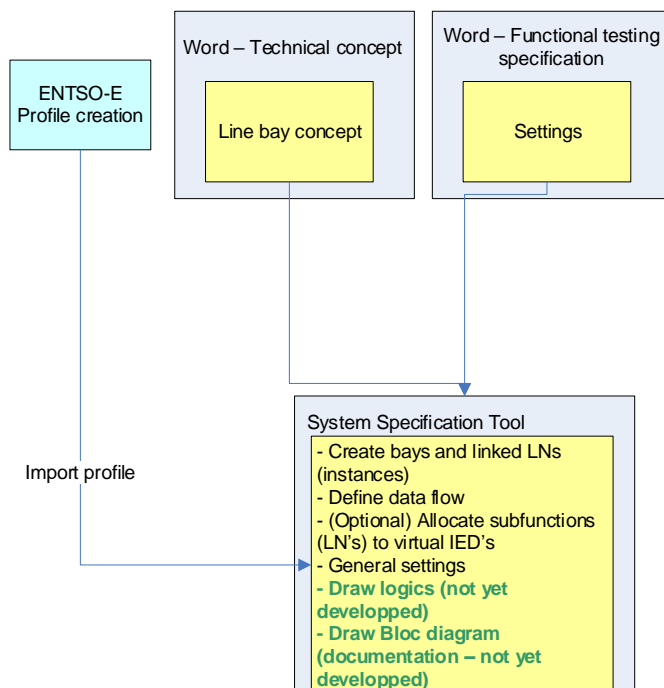 Word – Technical concept
Word – Functional testing
specification
ENTSO-E
Profile creation
Line bay concept
Settings
System Specification Tool
- Create bays and linked LNs
(instances)
- Define data flow
- (Optional) Allocate subfunctions
(LN's) to virtual IED's
- General settings
- Draw logics (not yet
developped)
- Draw Bloc diagram
(documentation – not yet
developped)
Import profile